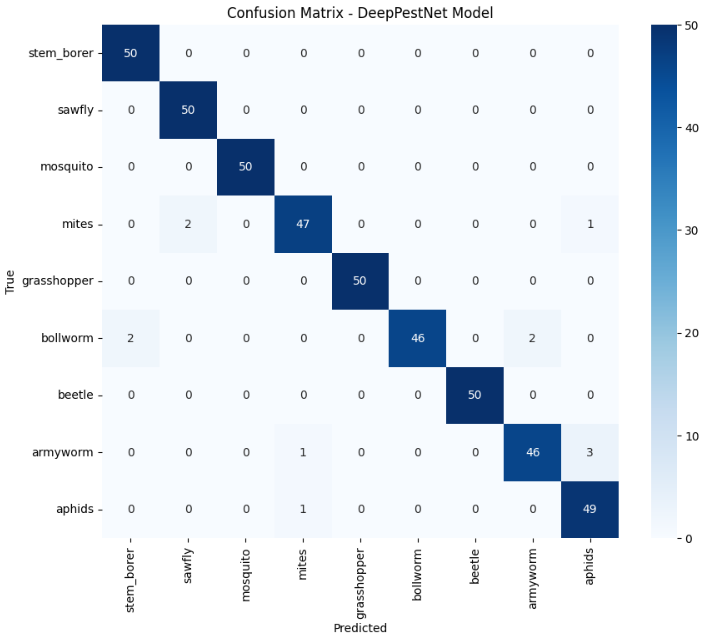 Confusion Matrix - DeepPestNet Model
True
stem_borer 50 0 0 0 0 0 0 0 0
sawfly 0 50 0 0 0 0 0 0 0
mosquito 0 0 50 0 0 0 0 0 0
mites 0 2 0 47 0 0 0 0 1
grasshopper 0 0 0 0 50 0 0 0 0
bollworm 2 0 0 0 0 46 0 2 0
beetle 0 0 0 0 0 0 50 0 0
armyworm 0 0 0 1 0 0 0 46 3
aphids 0 0 0 1 0 0 0 0 49
stem_borer sawfly mosquito mites grasshopper bollworm beetle armyworm aphids
Predicted
50
40
30
20
10
0